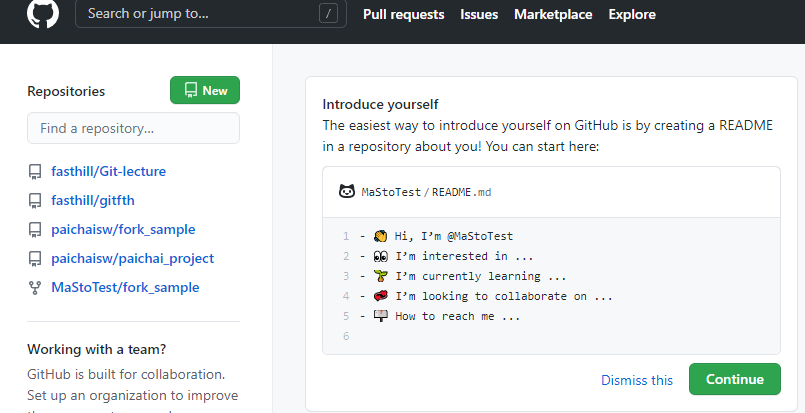 Search or jump to...
/
Pull requests
Issues
Marketplace
Explore
Repositories
New
Find a repository...
fasthill/Git-lecture
fasthill/gitfth
paichaisw/fork_sample
paichaisw/paichai_project
MaStoTest/fork_sample
Working with a team?
GitHub is built for collaboration.
Set up an organization to improve
Introduce yourself
The easiest way to introduce yourself on GitHub is by creating a README
in a repository about you! You can start here:
MaStoTest/README.md
1 - 👋 Hi, I'm @MaStoTest
2 - 👀 I'm interested in ...
3 - 🌱 I'm currently learning ...
4 - 💞️ I'm looking to collaborate on ...
5 - 📫 How to reach me ...
6
Dismiss this
Continue